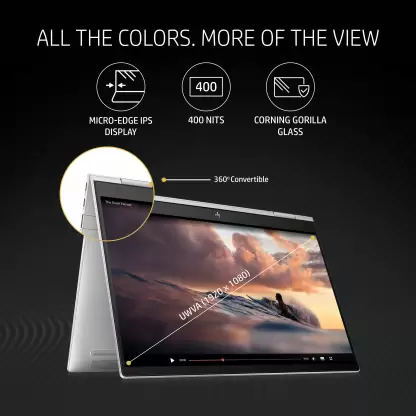 ALL THE COLORS. MORE OF THE VIEW
400
MICRO-EDGE IPS
DISPLAY
400 NITS
CORNING GORILLA
GLASS
360° Convertible
UWVA (1920 × 1080)